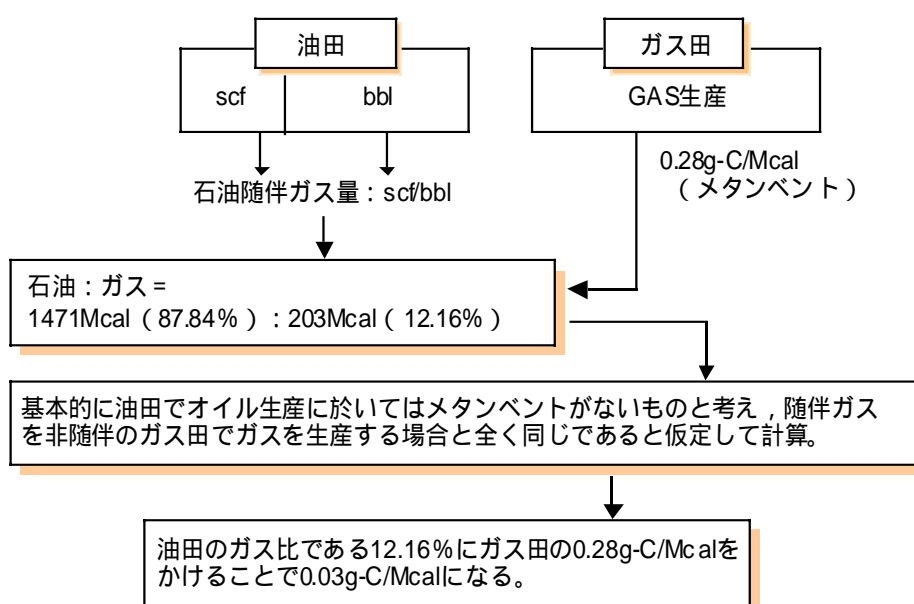 油田
scf
bbl
ガス田
GAS生産
0.28g-C/Mcal
（メタンベント）
石油随伴ガス量：scf/bbl
石油：ガス＝
1471Mcal（87.84%）：203Mcal（12.16%）
基本的に油田でオイル生産に於いてはメタンベントがないものと考え，随伴ガス
を非随伴のガス田でガスを生産する場合と全く同じであると仮定して計算。
油田のガス比である12.16%にガス田の0.28g-C/Mcalを
かけることで0.03g-C/Mcalになる。